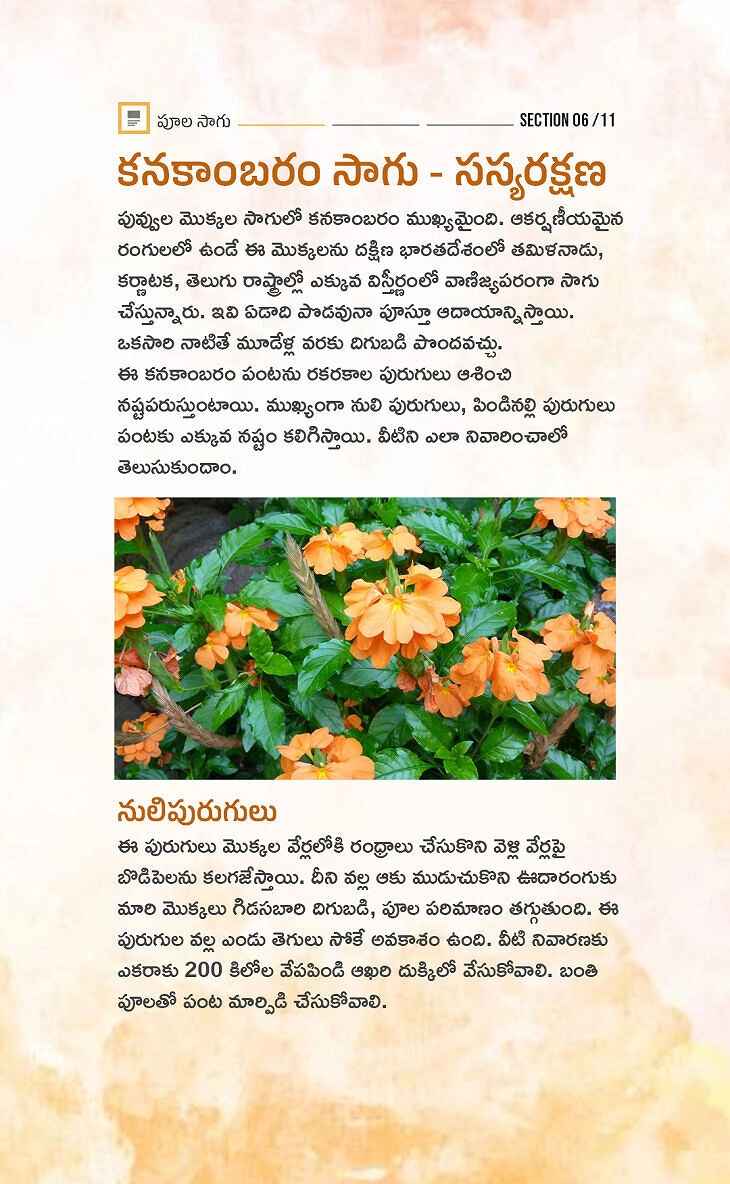 పూల సాగు
SECTION 06 / 11
కనకాంబరం సాగు - సస్యరక్షణ
పువ్వుల మొక్కల సాగులో కనకాంబరం ముఖ్యమైంది. ఆకర్షణీయమైన
రంగులలో ఉండే ఈ మొక్కలను దక్షిణ భారతదేశంలో తమిళనాడు,
కర్ణాటక, తెలుగు రాష్ట్రాల్లో ఎక్కువ విస్తీర్ణంలో వాణిజ్యపరంగా సాగు
చేస్తున్నారు. ఇవి ఏడాది పొడవునా పూస్తూ ఆదాయాన్నిస్తాయి.
ఒకసారి నాటితే మూడేళ్ల వరకు దిగుబడి పొందవచ్చు.
ఈ కనకాంబరం పంటను రకరకాల పురుగులు ఆశించి
నష్టపరుస్తుంటాయి. ముఖ్యంగా నులి పురుగులు, పిండినల్లి పురుగులు
పంటకు ఎక్కువ నష్టం కలిగిస్తాయి. వీటిని ఎలా నివారించాలో
తెలుసుకుందాం.
నులిపురుగులు
ఈ పురుగులు మొక్కల వేర్లలోకి రంధ్రాలు చేసుకొని వెళ్లి వేర్లపై
బొడిపెలను కలగజేస్తాయి. దీని వల్ల ఆకు ముడుచుకొని ఊదారంగుకు
మారి మొక్కలు గిడసబారి దిగుబడి, పూల పరిమాణం తగ్గుతుంది. ఈ
పురుగుల వల్ల ఎండు తెగులు సోకే అవకాశం ఉంది. వీటి నివారణకు
ఎకరాకు 200 కిలోల వేపపిండి ఆఖరి దుక్కిలో వేసుకోవాలి. బంతి
పూలతో పంట మార్పిడి చేసుకోవాలి.